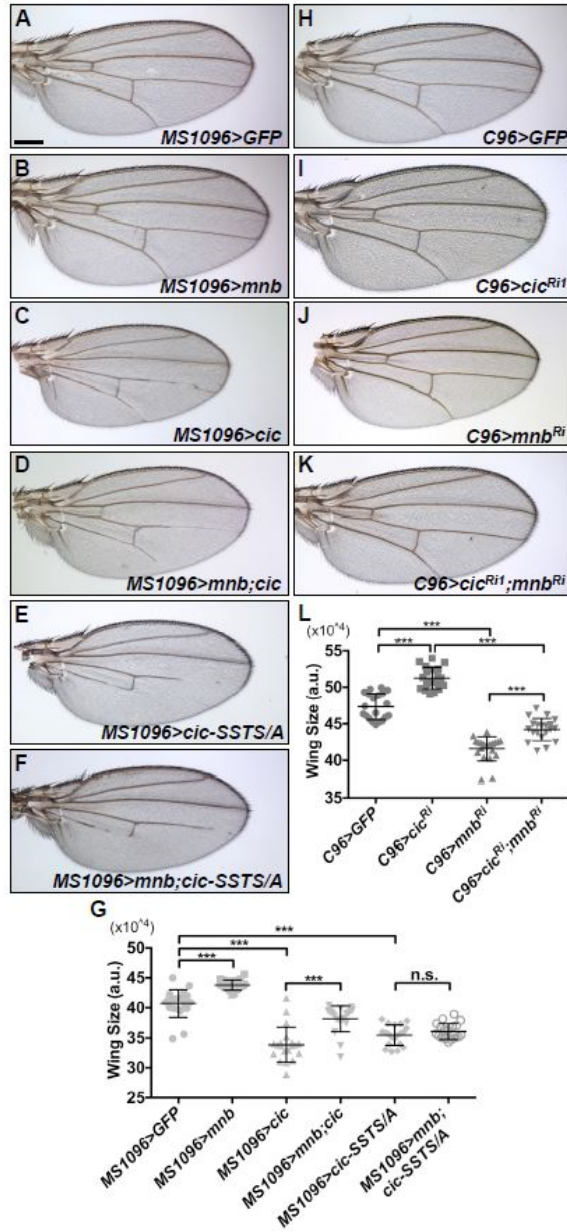 A
MS1096>GFP
B
MS1096>mnb
C
MS1096>cic
D
MS1096>mnb;cic
E
MS1096>cic-SSTS/A
F
MS1096>mnb;cic-SSTS/A
H
C96>GFP
I
C96>cic^Ri1
J
C96>mnb^Ri
K
C96>cic^Ri1;mnb^Ri
L
(x10^4)
***
*** ***
***
Wing Size (a.u.)
55
50
45
40
35
C96>GFP
C96>cic^Ri
C96>mnb^Ri
C96>cic^Ri;mnb^Ri
G
(x10^4)
***
***
***
***
n.s.
Wing Size (a.u.)
50
45
40
35
30
25
MS1096>GFP
MS1096>mnb
MS1096>cic
MS1096>mnb;cic
MS1096>cic-SSTS/A
MS1096>mnb;
cic-SSTS/A